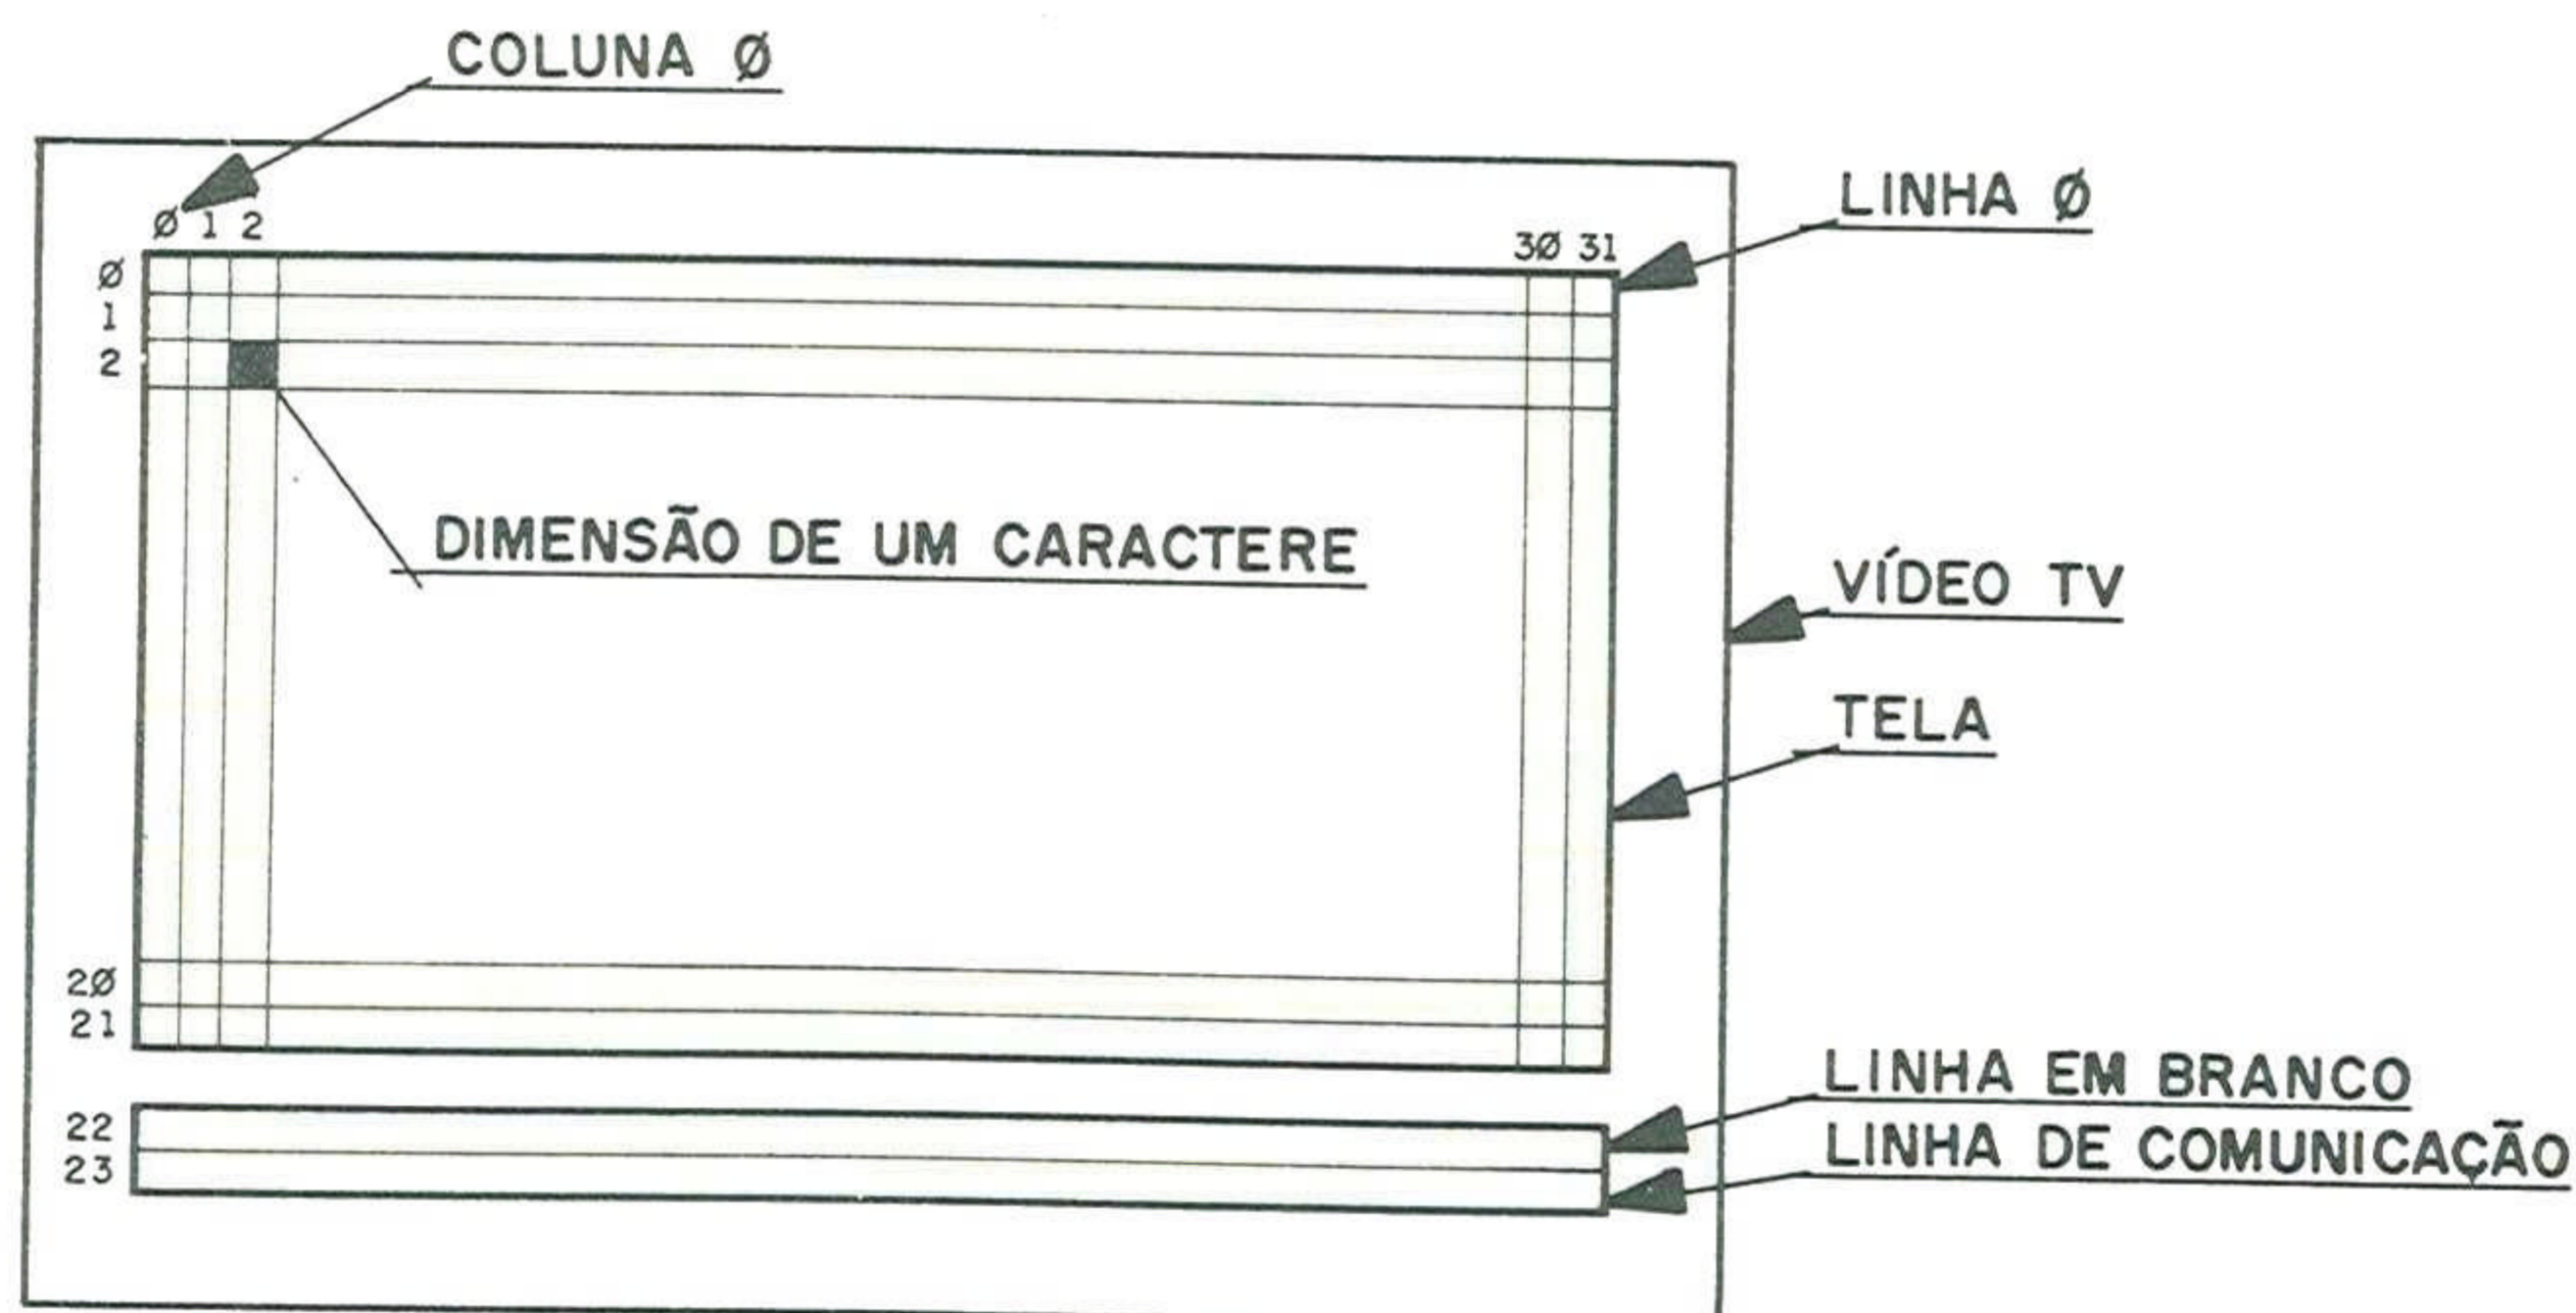 COLUNA Ø
LINHA Ø
Ø 1 2
3Ø 31
Ø
1
2
DIMENSÃO DE UM CARACTERE
VÍDEO TV
TELA
2Ø
21
LINHA EM BRANCO
22
LINHA DE COMUNICAÇÃO
23